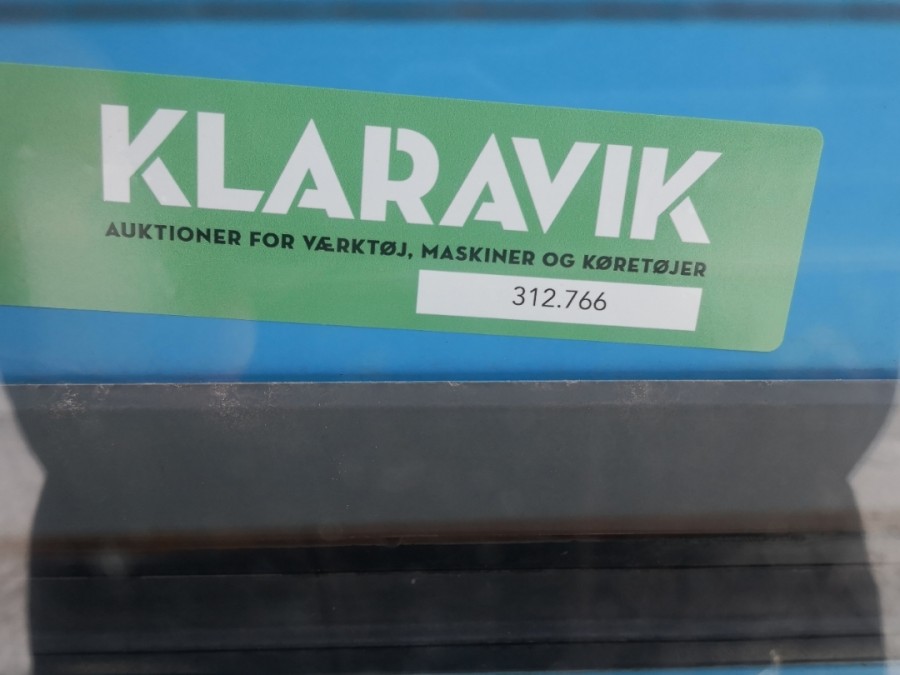 KLARAVIK
AUKTIONER FOR VÆRKTØJ, MASKINER OG KØRETØJER
312.766